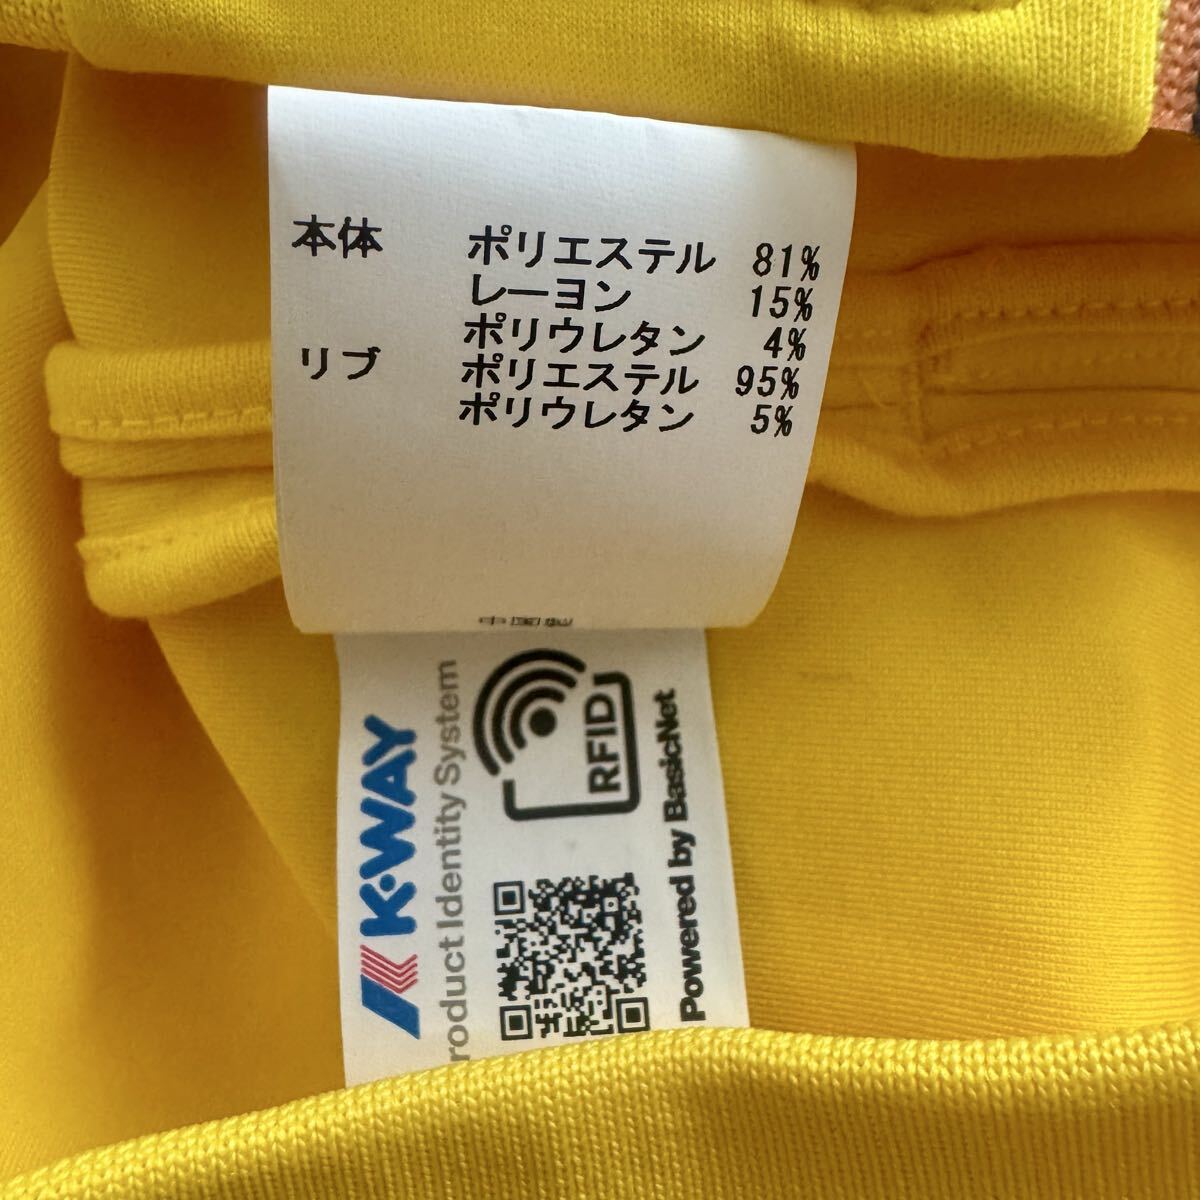 本体 ポリエステル 81%
レーヨン 15%
ポリウレタン 4%
リブ ポリエステル 95%
ポリウレタン 5%
中国製
K-WAY
roduct Identity System
RFID
Powered by BasicNet